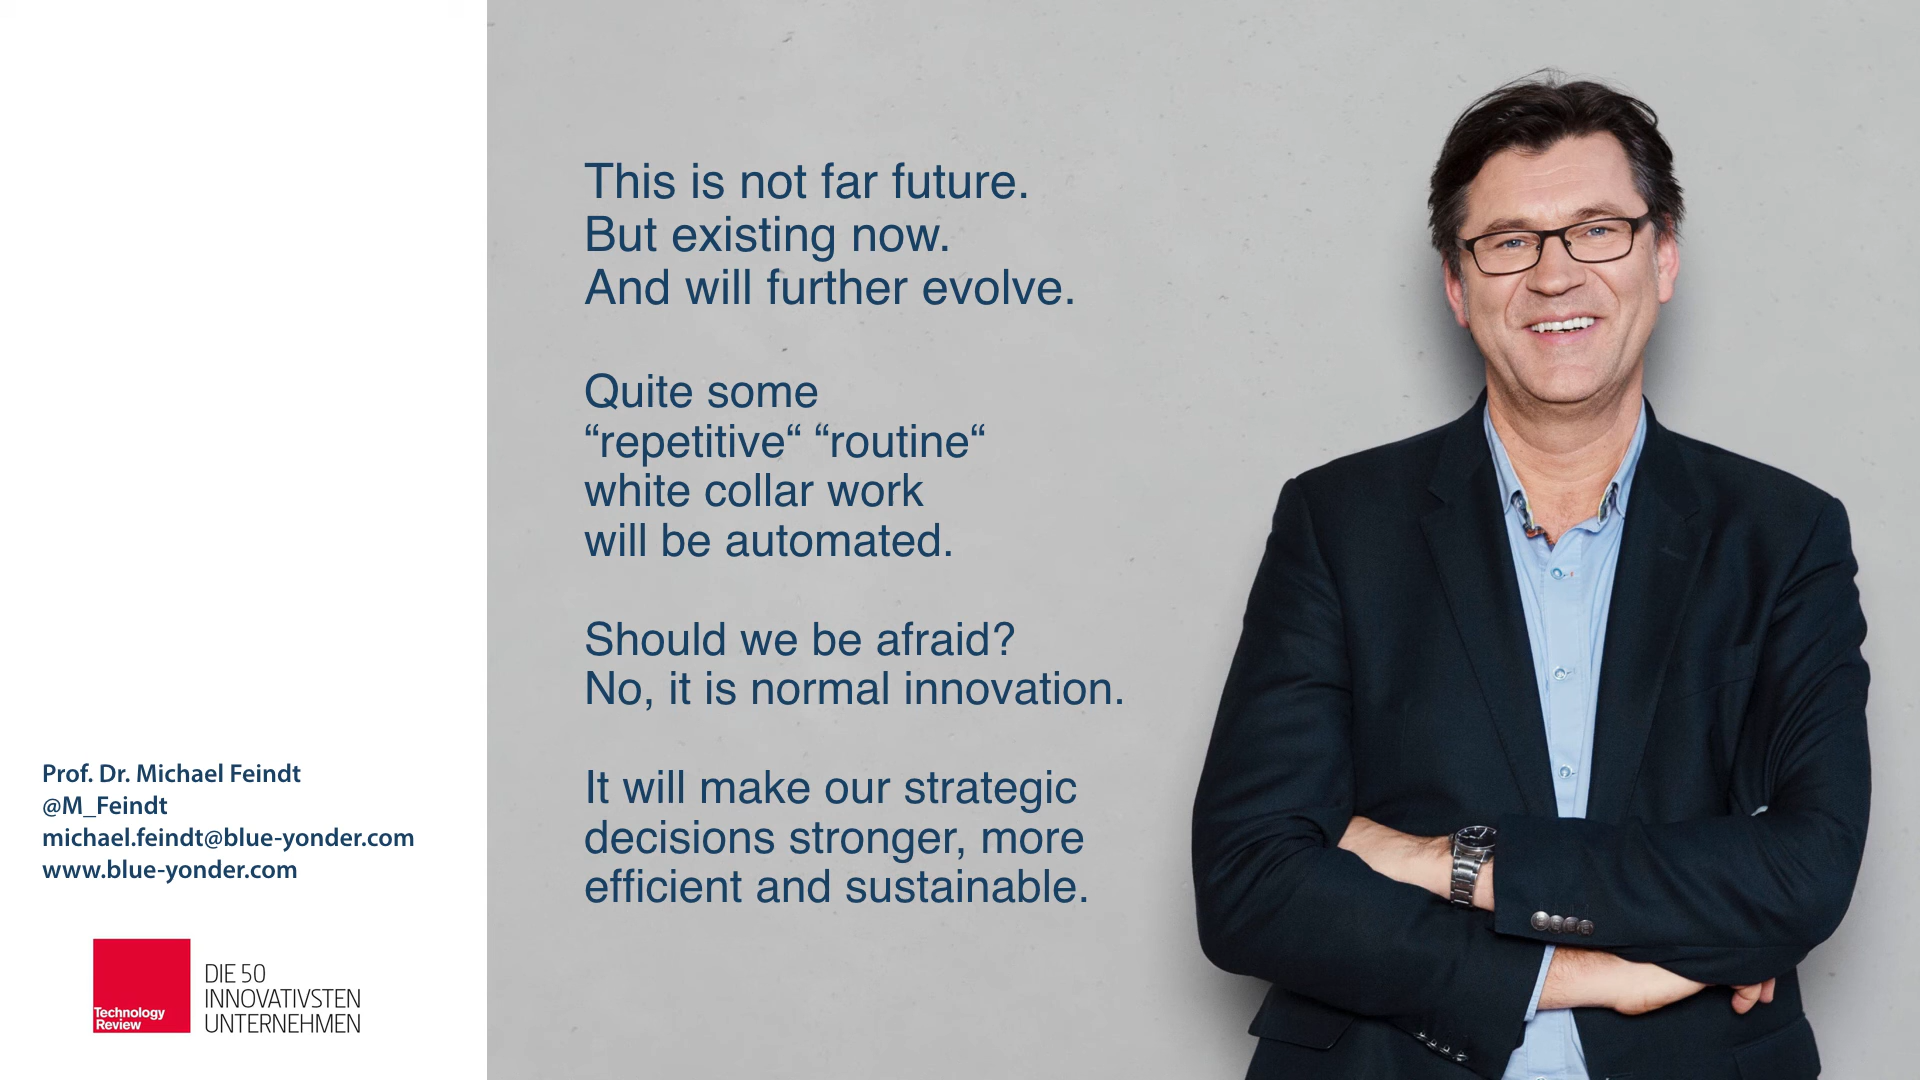 This is not far future.
But existing now.
And will further evolve.
Quite some
“repetitive“ “routine“
white collar work
will be automated.
Should we be afraid?
No, it is normal innovation.
It will make our strategic
decisions stronger, more
efficient and sustainable.
Prof. Dr. Michael Feindt
@M_Feindt
michael.feindt@blue-yonder.com
www.blue-yonder.com
Technology
Review
DIE 50
INNOVATIVSTEN
UNTERNEHMEN